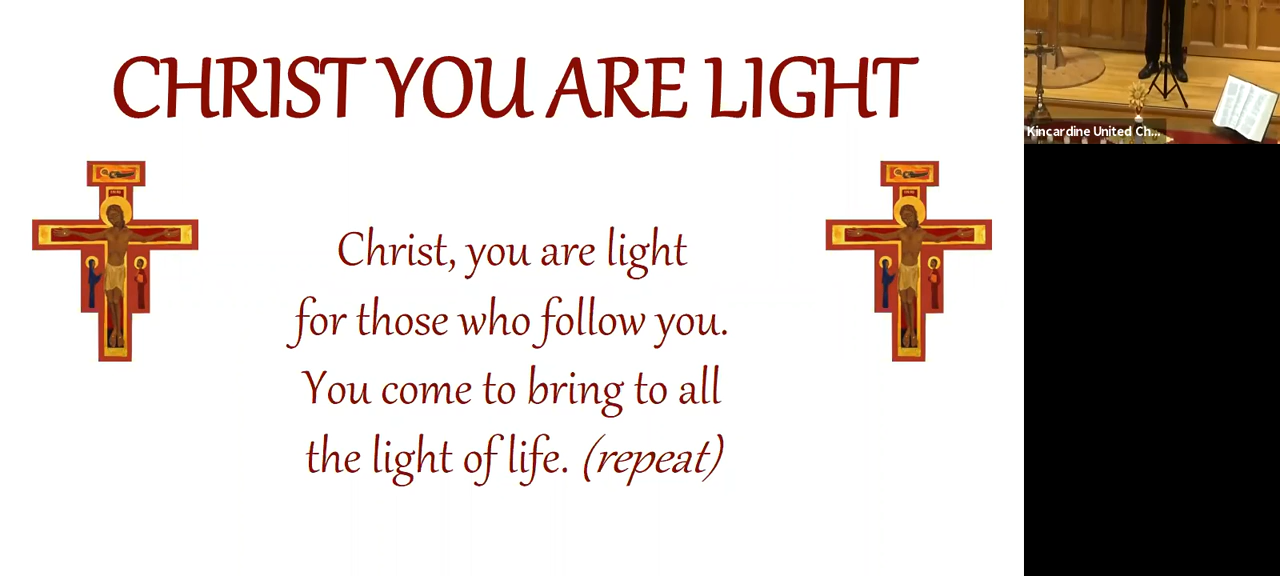 CHRIST YOU ARE LIGHT
Christ, you are light
for those who follow you.
You come to bring to all
the light of life. (repeat)
Kincardine United Ch...